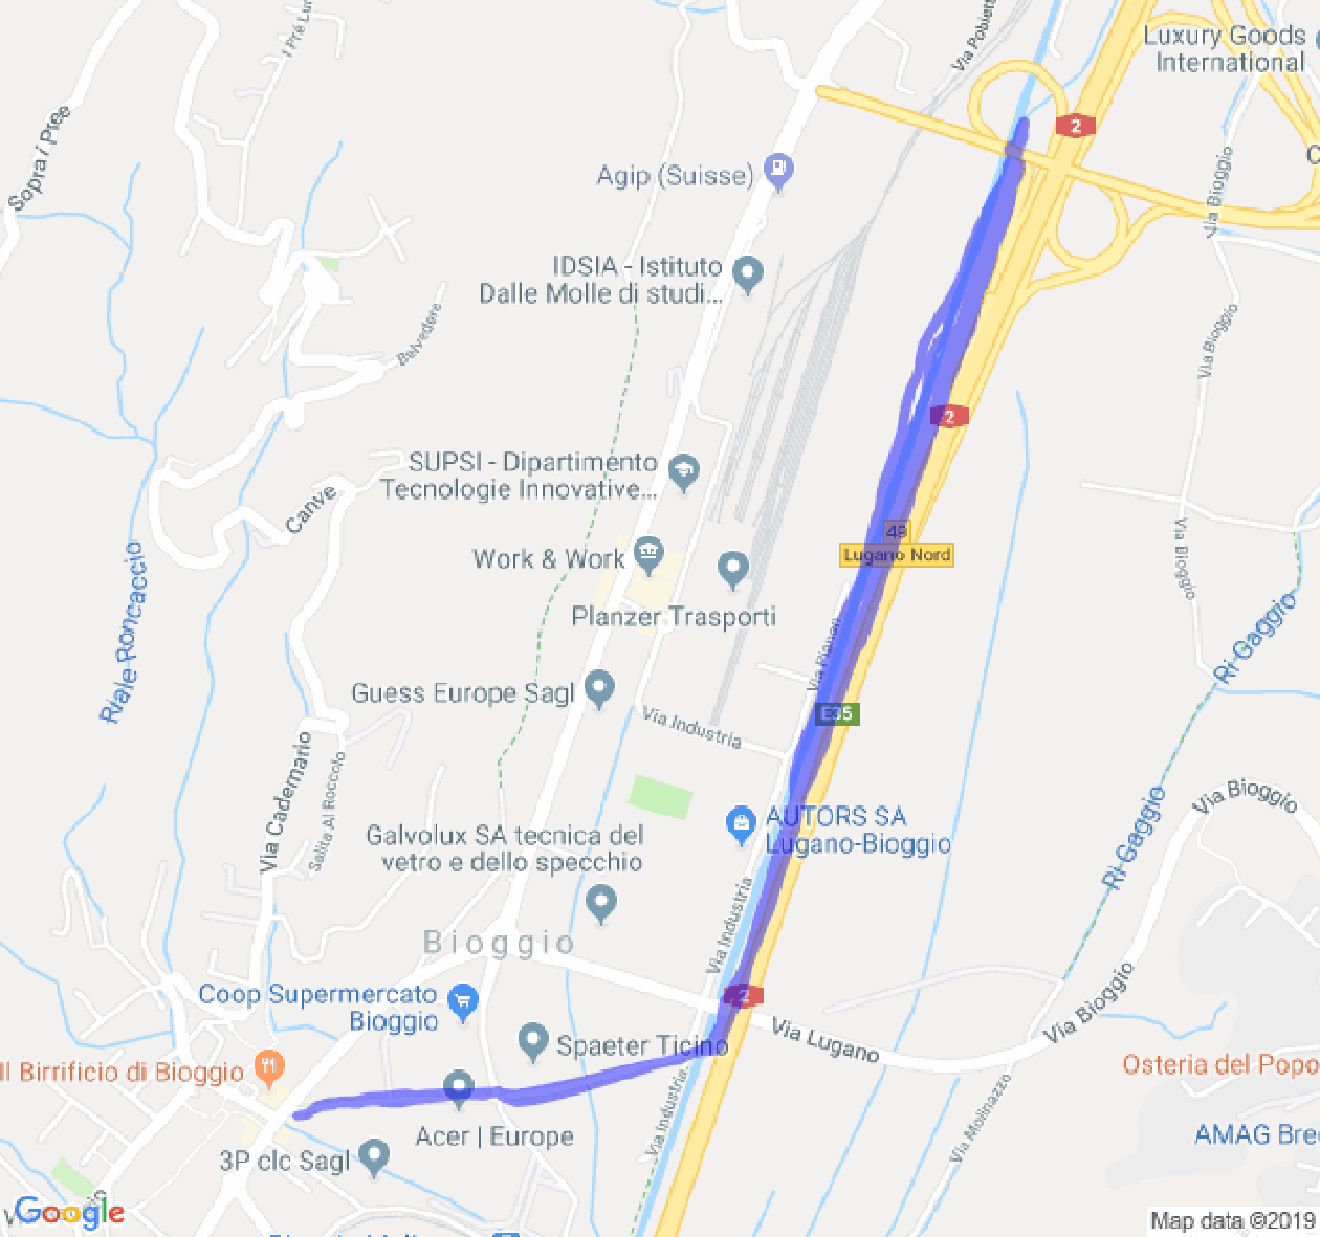 Luxury Goods
International
Via Pobiette
2
Sopra / Pree
Agip (Suisse)
Via Bioggio
IDSIA - Istituto
Dalle Molle di studi...
Via Bioggio
Belvedere
2
SUPSI - Dipartimento
Tecnologie Innovative...
Canve
49
Lugano Nord
Work & Work
Via Bioggio
Planzer Trasporti
Riale Roncaccio
Ri Gaggio
Guess Europe Sagl
Via Industria
E35
Via Cademario
Salita Al Roccolo
Via Bioggio
AUTORS SA
Lugano-Bioggio
Galvolux SA tecnica del
vetro e dello specchio
Ri Gaggio
Bioggio
Via Industria
Coop Supermercato
Bioggio
2
Via Lugano
Via Bioggio
Spaeter Ticino
Il Birrificio di Bioggio
Osteria del Popo
Via Industria
Via Molinazzo
Acer | Europe
AMAG Bre
3P clc Sagl
Google
Map data ©2019